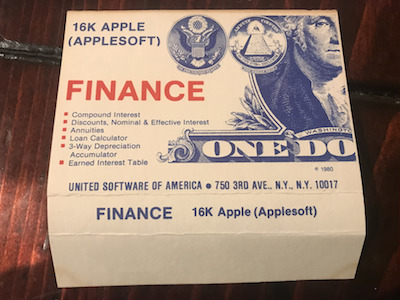 16K APPLE
(APPLESOFT)
FINANCE
Compound Interest
Discounts, Nominal & Effective Interest
Annuities
Loan Calculator
3-Way Depreciation
Accumulator
Earned Interest Table
WASHINGT
ONE DO
© 1980
UNITED SOFTWARE OF AMERICA • 750 3RD AVE., N.Y., N.Y. 10017
FINANCE 16K Apple (Applesoft)